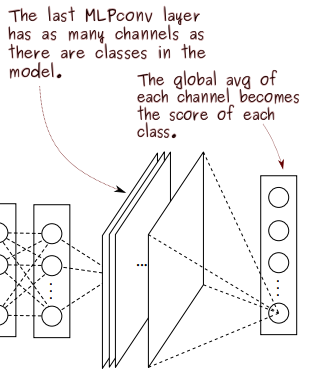 The last MLPconv layer
has as many channels as
there are classes in the
model.
The global avg of
each channel becomes
the score of each
class.